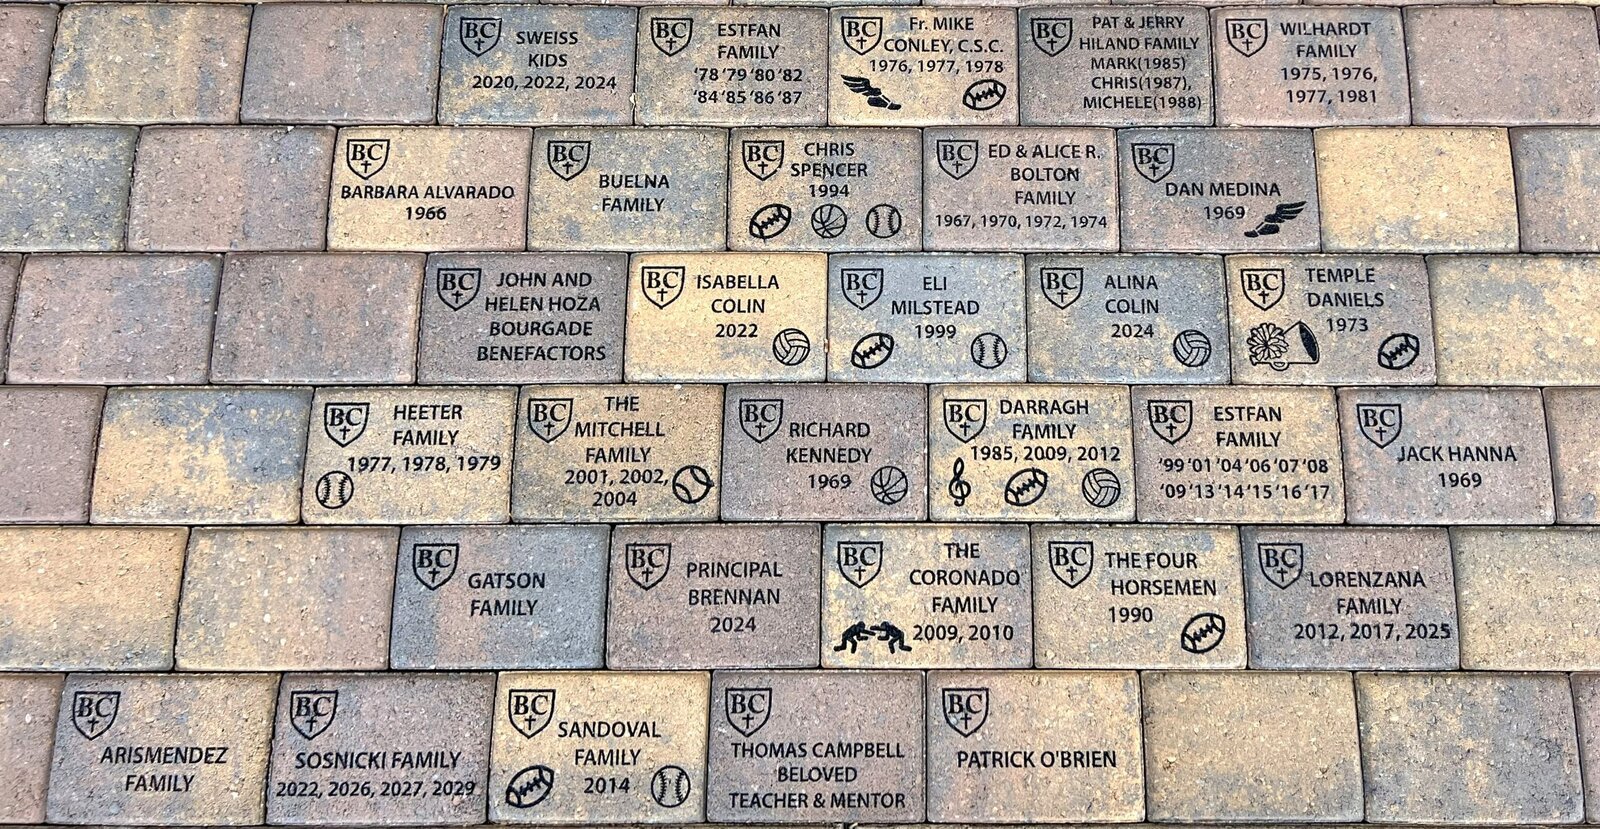 BC
SWEISS
KIDS
2020, 2022, 2024
BC
ESTFAN
FAMILY
'78 '79 '80 '82
'84 '85 '86 '87
BC
Fr. MIKE
CONLEY, C.S.C.
1976, 1977, 1978
BC
PAT & JERRY
HILAND FAMILY
MARK(1985)
CHRIS(1987),
MICHELE(1988)
BC
WILHARDT
FAMILY
1975, 1976,
1977, 1981
BC
BARBARA ALVARADO
1966
BC
BUELNA
FAMILY
BC
CHRIS
SPENCER
1994
BC
ED & ALICE R.
BOLTON
FAMILY
1967, 1970, 1972, 1974
BC
DAN MEDINA
1969
BC
JOHN AND
HELEN HOZA
BOURGADE
BENEFACTORS
BC
ISABELLA
COLIN
2022
BC
ELI
MILSTEAD
1999
BC
ALINA
COLIN
2024
BC
TEMPLE
DANIELS
1973
BC
HEETER
FAMILY
1977, 1978, 1979
BC
THE
MITCHELL
FAMILY
2001, 2002,
2004
BC
RICHARD
KENNEDY
1969
BC
DARRAGH
FAMILY
1985, 2009, 2012
BC
ESTFAN
FAMILY
'99 '01 '04 '06 '07 '08
'09 '13 '14 '15 '16 '17
BC
JACK HANNA
1969
BC
GATSON
FAMILY
BC
PRINCIPAL
BRENNAN
2024
BC
THE
CORONADO
FAMILY
2009, 2010
BC
THE FOUR
HORSEMEN
1990
BC
LORENZANA
FAMILY
2012, 2017, 2025
BC
ARISMENDEZ
FAMILY
BC
SOSNICKI FAMILY
2022, 2026, 2027, 2029
BC
SANDOVAL
FAMILY
2014
BC
THOMAS CAMPBELL
BELOVED
TEACHER & MENTOR
BC
PATRICK O'BRIEN